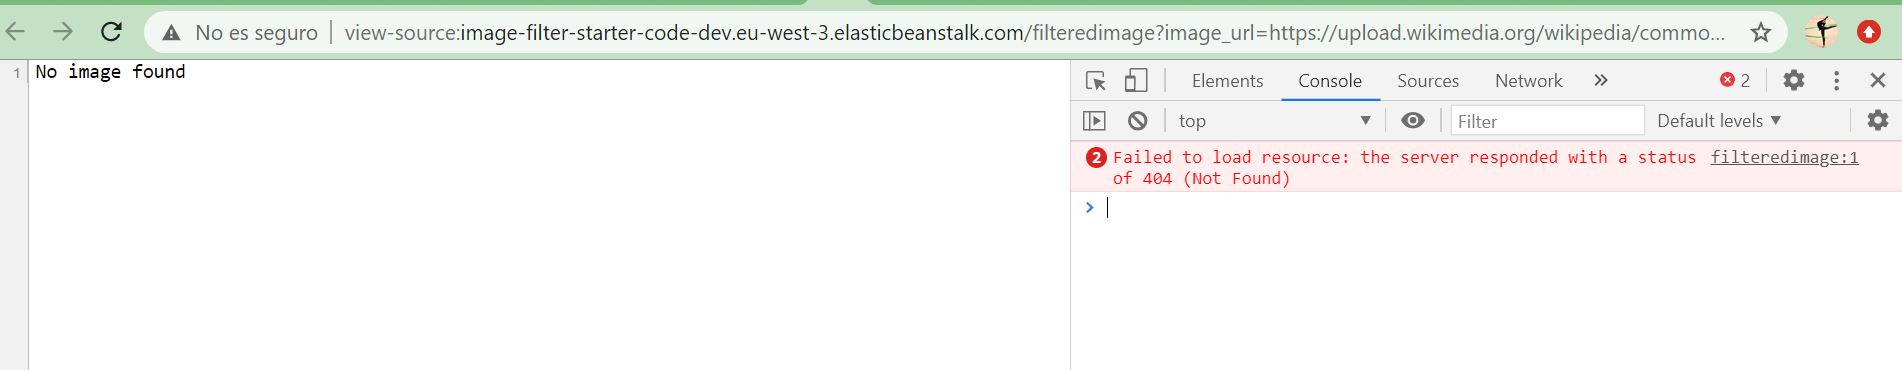 No es seguro view-source:image-filter-starter-code-dev.eu-west-3.elasticbeanstalk.com/filteredimage?image_url=https://upload.wikimedia.org/wikipedia/commo...
1 No image found
Elements Console Sources Network » 2
top Filter Default levels
2 Failed to load resource: the server responded with a status filteredimage:1
of 404 (Not Found)